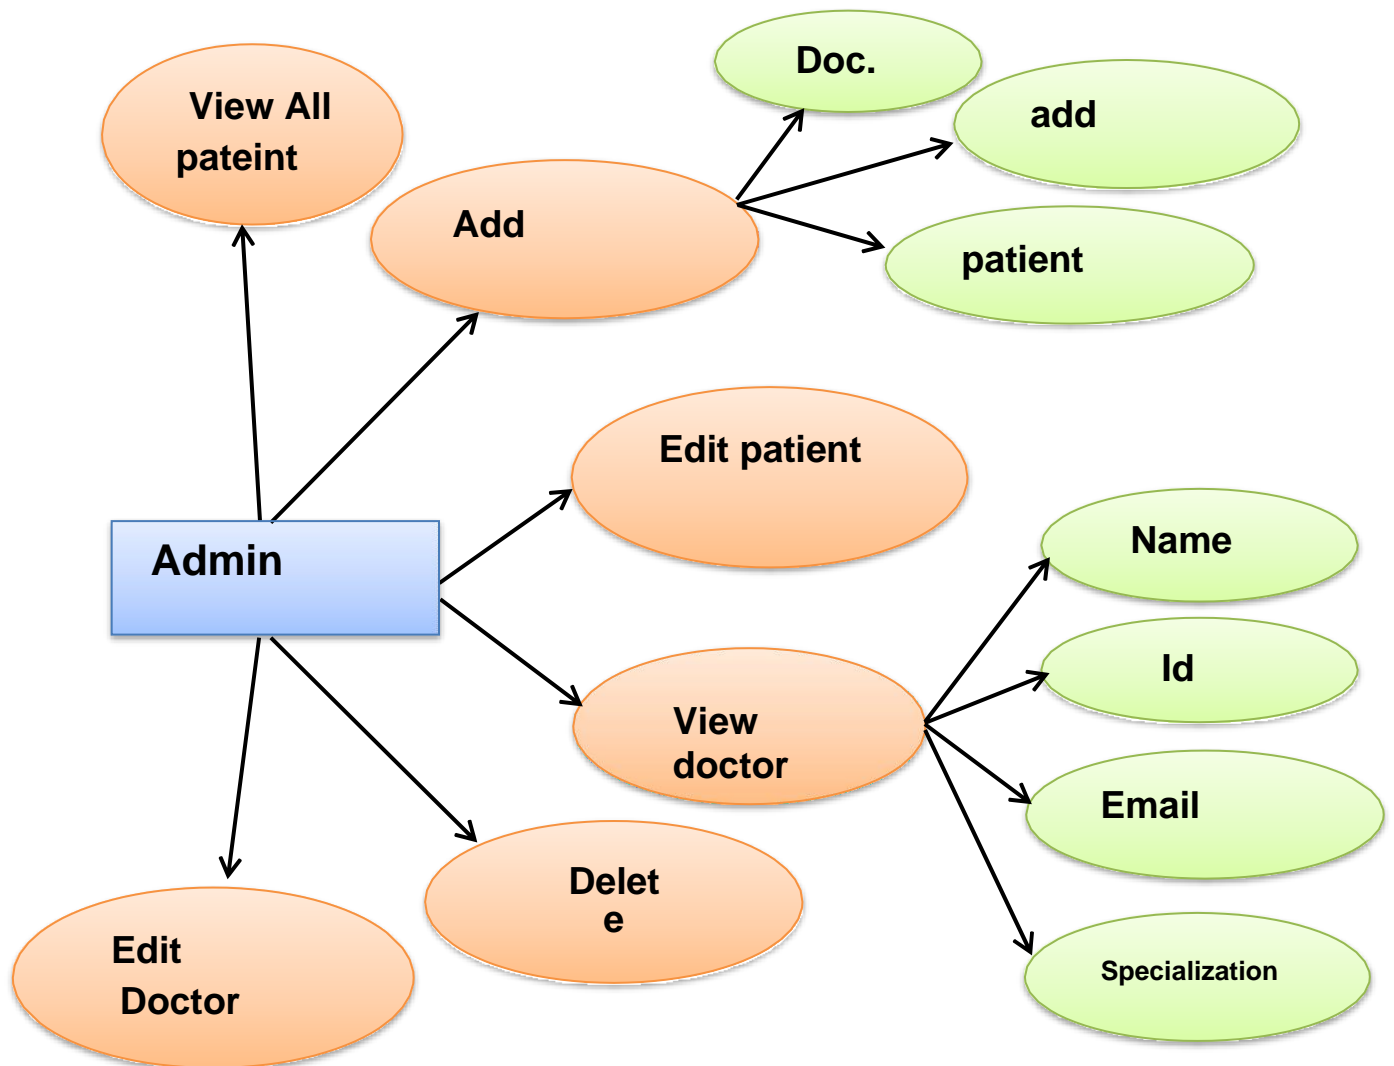 Doc.
View All
pateint
add
Add
patient
Edit patient
Name
Admin
Id
View
doctor
Email
Delet
e
Edit
Doctor
Specialization